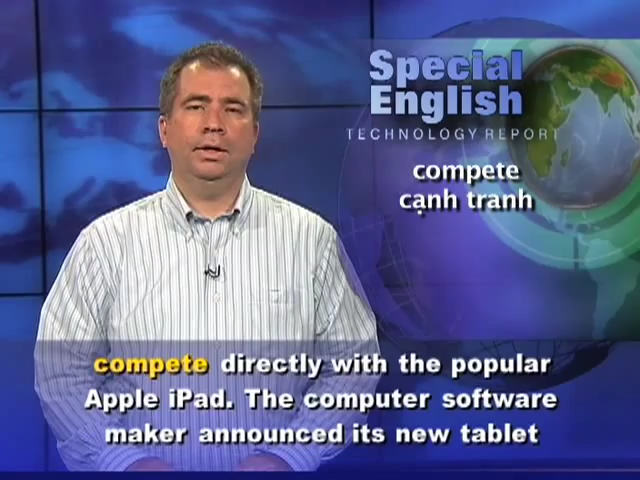 Special
English
TECHNOLOGY REPORT
compete
cạnh tranh
compete directly with the popular
Apple iPad. The computer software
maker announced its new tablet